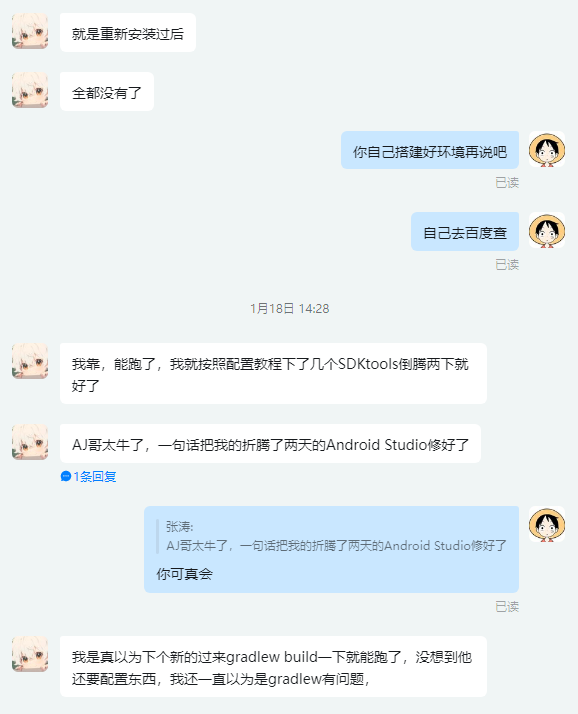 就是重新安装过后
全都没有了
你自己搭建好环境再说吧
已读
自己去百度查
已读
1月18日 14:28
我靠，能跑了，我就按照配置教程下了几个SDKtools倒腾两下就
好了
AJ哥太牛了，一句话把我的折腾了两天的Android Studio修好了
1条回复
张涛:
AJ哥太牛了，一句话把我的折腾了两天的Android Studio修好了
你可真会
已读
我是真以为下个新的过来gradlew build一下就能跑了，没想到他
还要配置东西，我还一直以为是gradlew有问题，